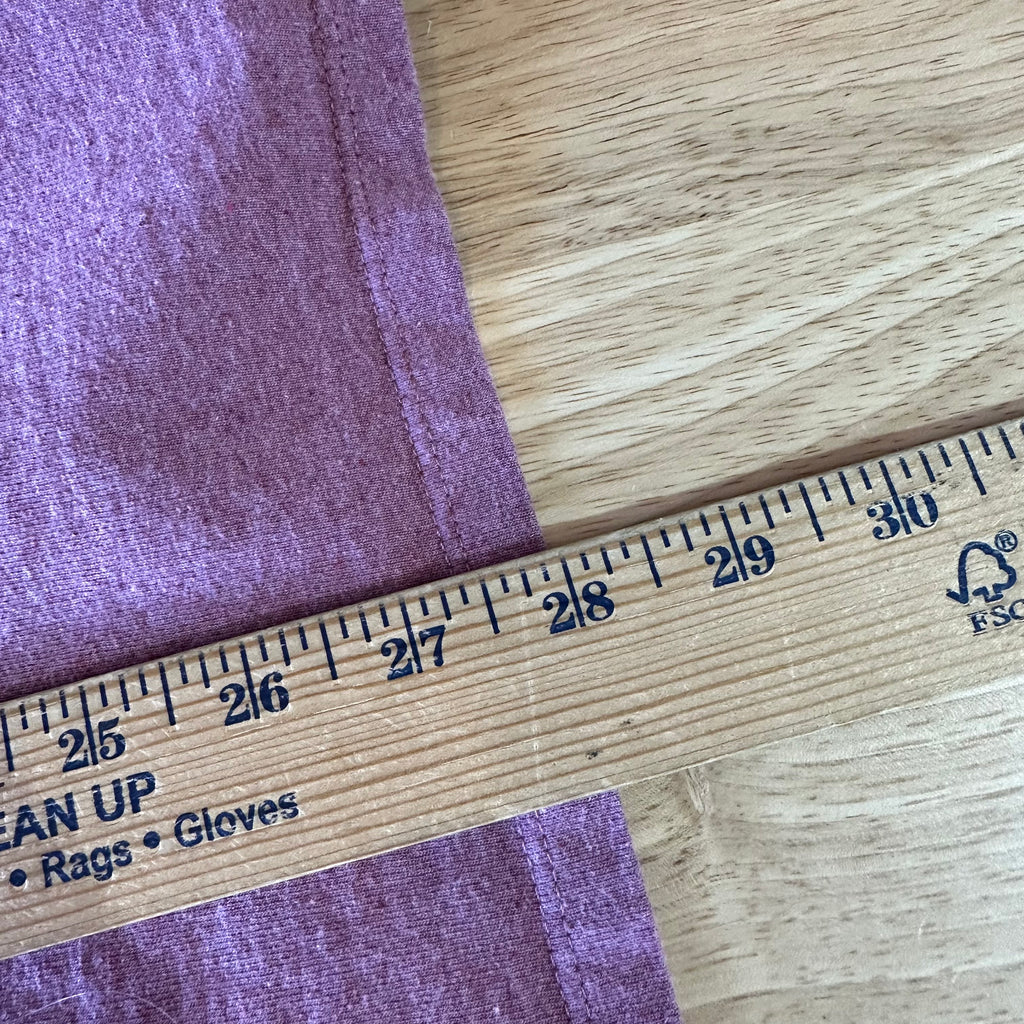 25 26 27 28 29 30
EAN UP
• Rags • Gloves
®
FSC